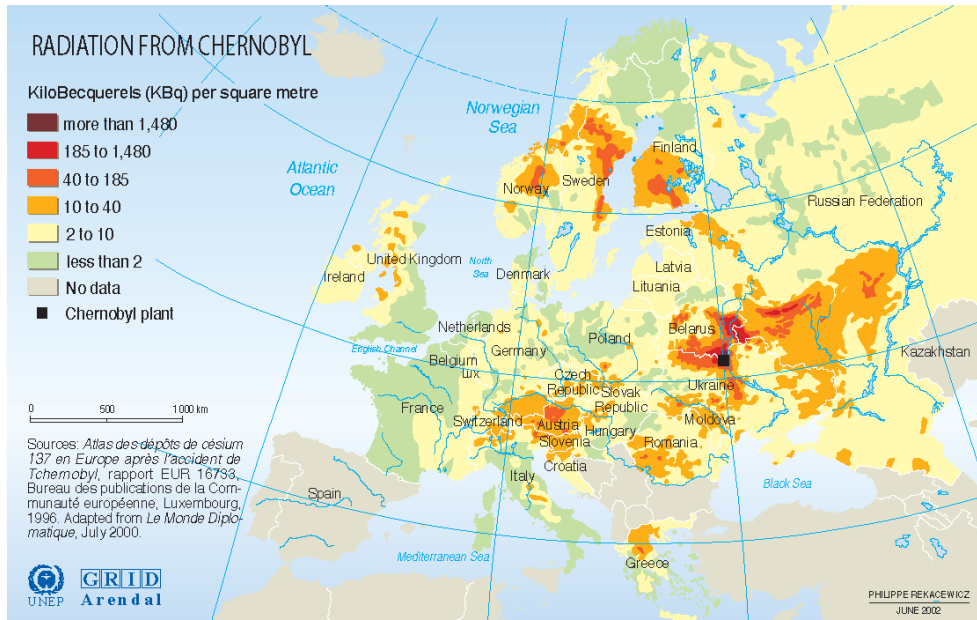 RADIATION FROM CHERNOBYL
KiloBecquerels (KBq) per square metre
more than 1,480
185 to 1,480
40 to 185
10 to 40
2 to 10
less than 2
No data
Chernobyl plant
Norwegian
Sea
Atlantic
Ocean
Finland
Sweden
Norway
Russian Federation
Estonia
United Kingdom
North
Sea
Latvia
Ireland
Denmark
Lituania
Netherlands
Belarus
Poland
English Channel
Germany
Belgium
Lux.
Kazakhstan
Czech
Republic
Slovak
Republic
Ukraine
France
Moldova
Switzerland
Austria
Hungary
Slovenia
Romania
Croatia
Italy
Spain
Black Sea
Mediterranean Sea
Greece
0 500 1000 km
Sources: Atlas des dépôts de césium
137 en Europe après l'accident de
Tchernobyl, rapport EUR 16733,
Bureau des publications de la Com-
munauté européenne, Luxembourg,
1996. Adapted from Le Monde Diplo-
matique, July 2000.
UNEP
GRID
Arendal
PHILIPPE REKACEWICZ
JUNE 2002